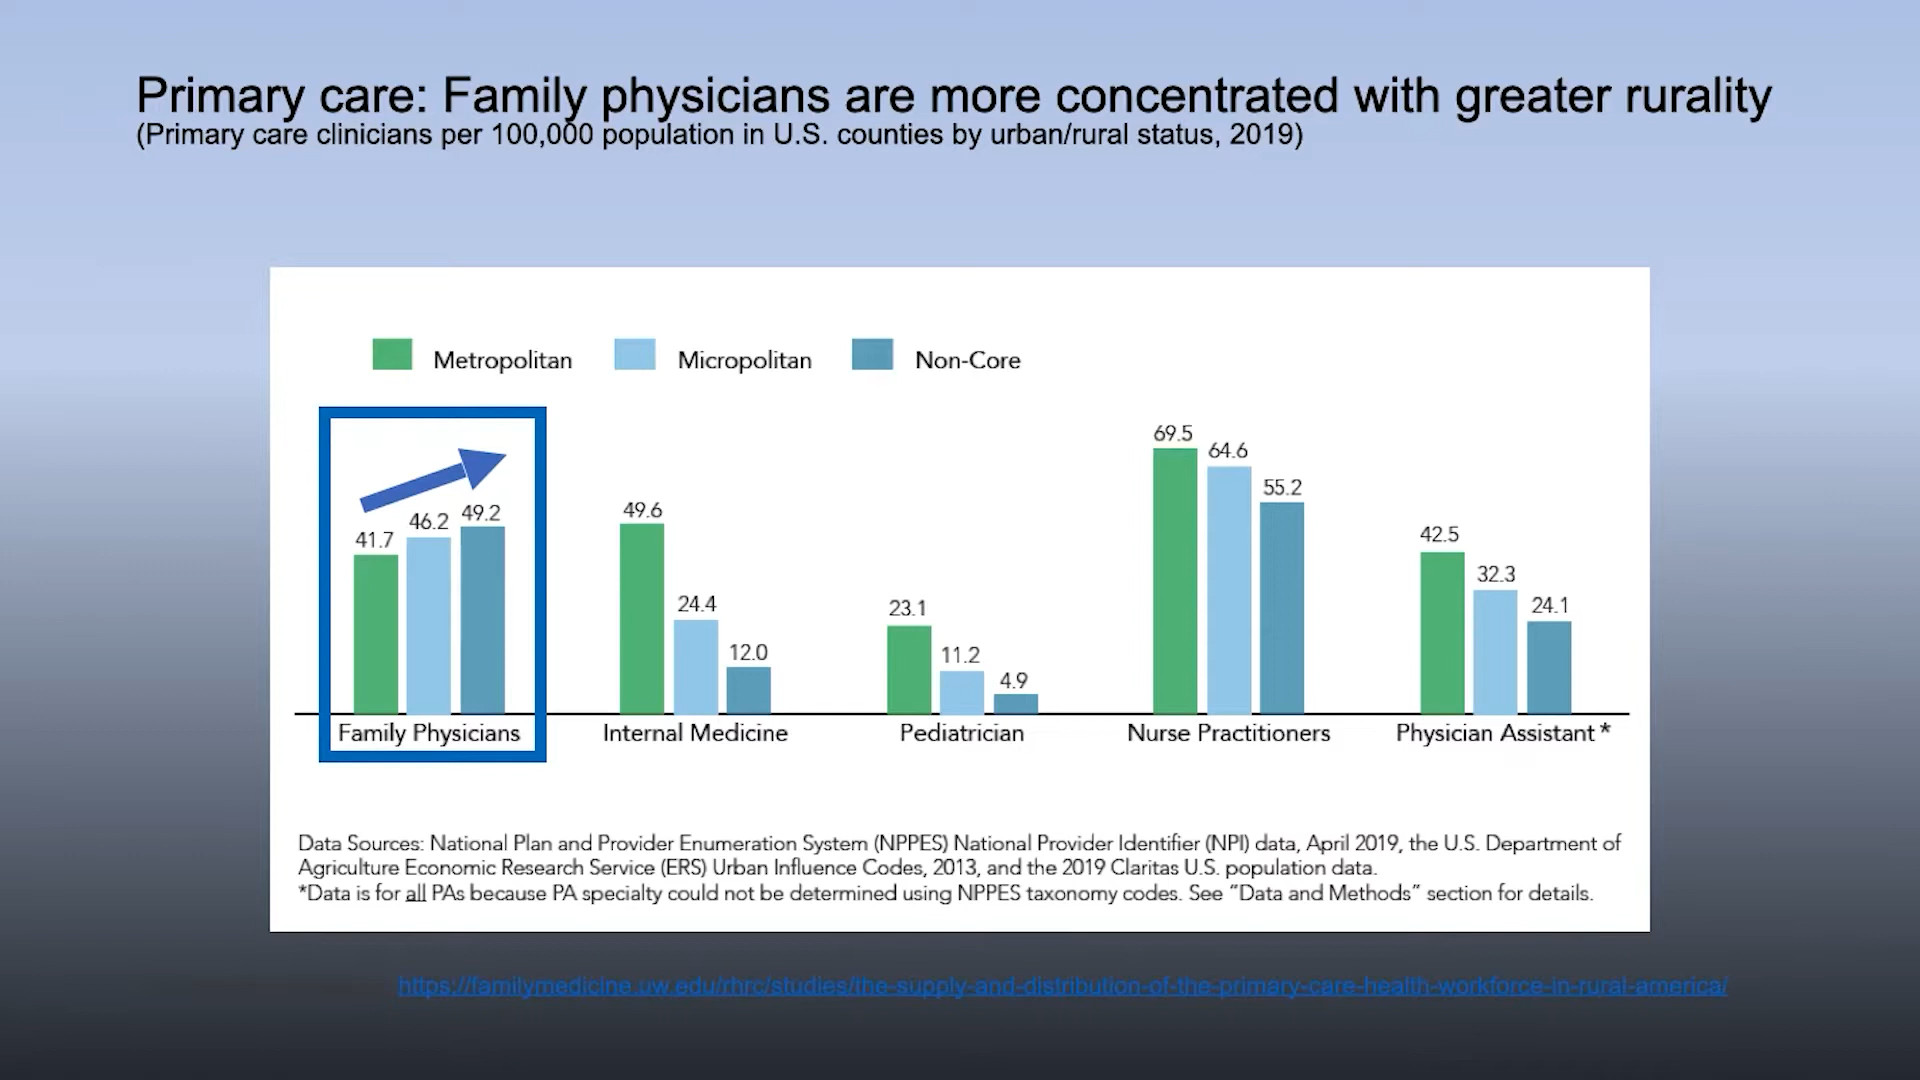 Primary care: Family physicians are more concentrated with greater rurality
(Primary care clinicians per 100,000 population in U.S. counties by urban/rural status, 2019)
Metropolitan
Micropolitan
Non-Core
41.7
46.2
49.2
49.6
24.4
12.0
23.1
11.2
4.9
69.5
64.6
55.2
42.5
32.3
24.1
Family Physicians
Internal Medicine
Pediatrician
Nurse Practitioners
Physician Assistant *
Data Sources: National Plan and Provider Enumeration System (NPPES) National Provider Identifier (NPI) data, April 2019, the U.S. Department of
Agriculture Economic Research Service (ERS) Urban Influence Codes, 2013, and the 2019 Claritas U.S. population data.
*Data is for all PAs because PA specialty could not be determined using NPPES taxonomy codes. See “Data and Methods” section for details.
https://familymedicine.uw.edu/rhrc/studies/the-supply-and-distribution-of-the-primary-care-health-workforce-in-rural-america/